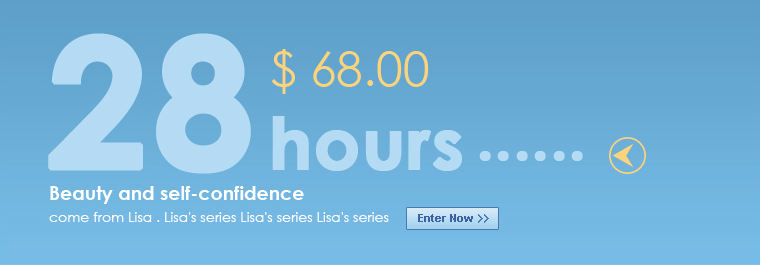 28
$ 68.00
hours ......
Beauty and self-confidence
come from Lisa . Lisa's series Lisa's series Lisa's series
Enter Now >>